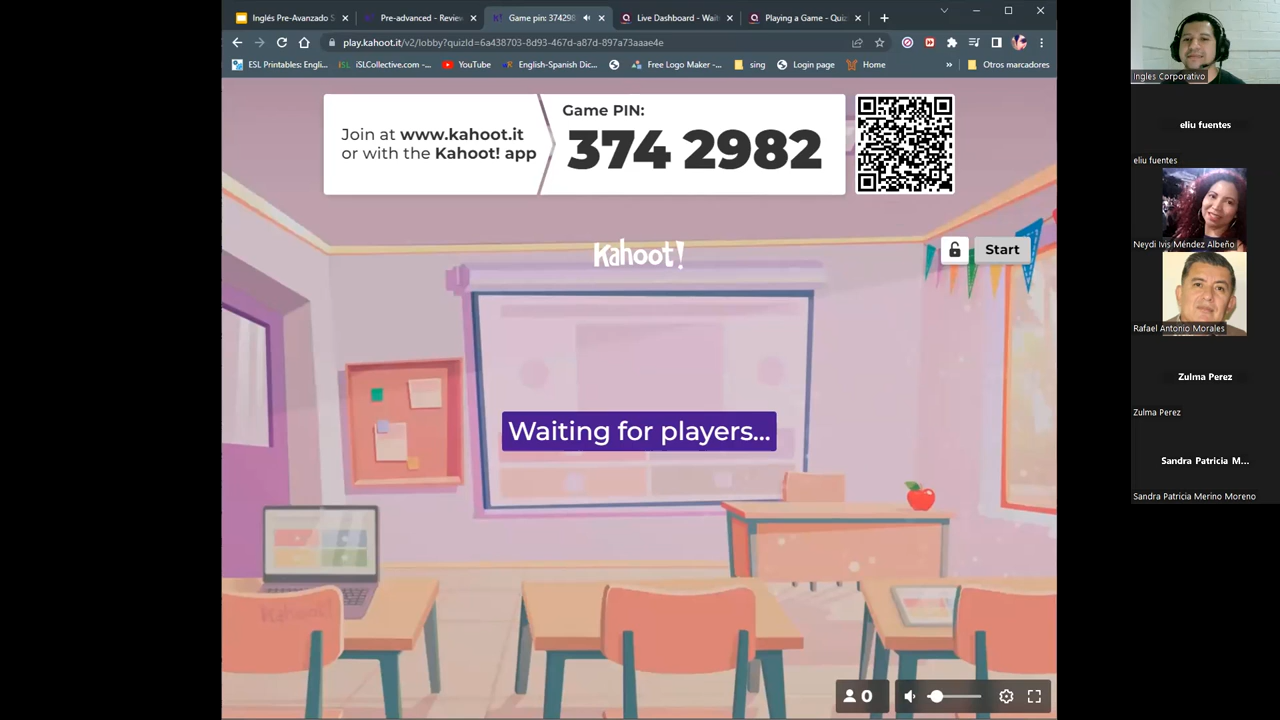 Inglés Pre-Avanzado S
Pre-advanced - Review
Game pin: 374298
Live Dashboard - Wait
Playing a Game - Quiz
play.kahoot.it/v2/lobby?quizId=6a438703-8d93-467d-a87d-897a73aaae4e
ESL Printables: Engli...
iSLCollective.com -...
YouTube
English-Spanish Dic...
Free Logo Maker -...
sing
Login page
Home
»
Otros marcadores
Join at www.kahoot.it
or with the Kahoot! app
Game PIN:
374 2982
Kahoot!
Start
Waiting for players...
Kahoot!
0
Ingles Corporativo
eliu fuentes
eliu fuentes
Neydi Ivis Méndez Albeño
Rafael Antonio Morales
Zulma Perez
Zulma Perez
Sandra Patricia M...
Sandra Patricia Merino Moreno